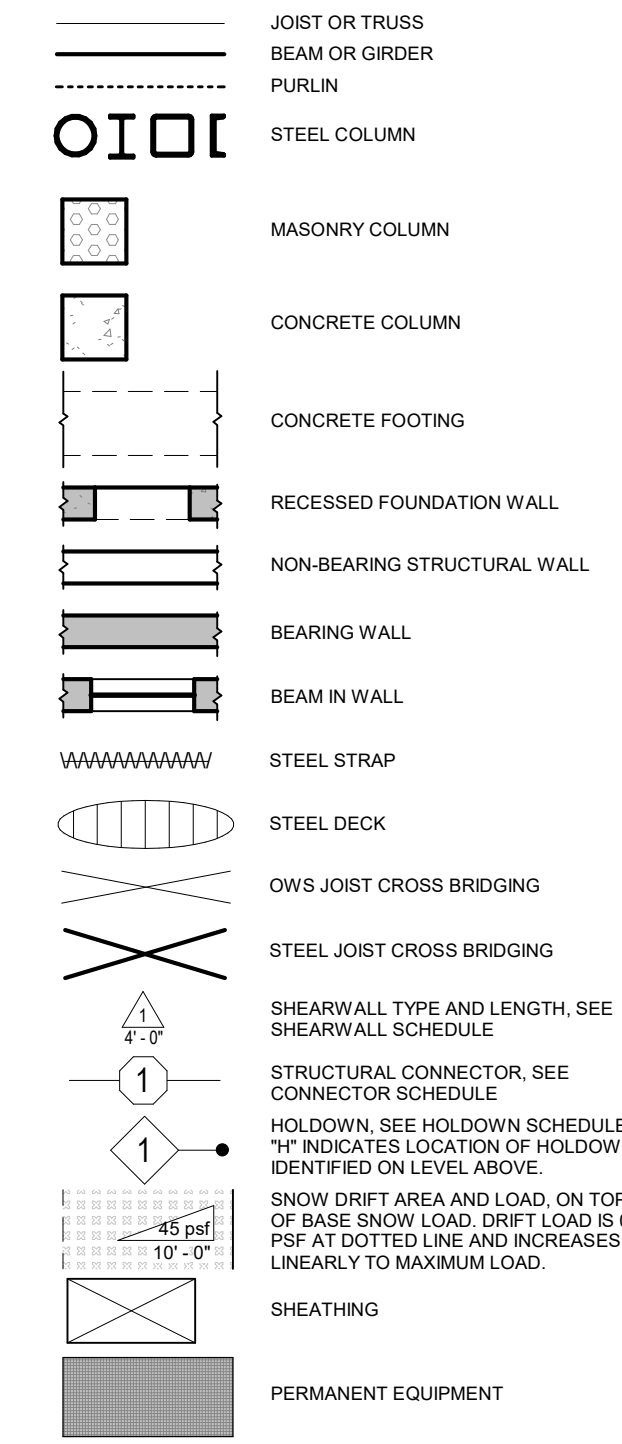 JOIST OR TRUSS
BEAM OR GIRDER
PURLIN
STEEL COLUMN
MASONRY COLUMN
CONCRETE COLUMN
CONCRETE FOOTING
RECESSED FOUNDATION WALL
NON-BEARING STRUCTURAL WALL
BEARING WALL
BEAM IN WALL
STEEL STRAP
STEEL DECK
OWS JOIST CROSS BRIDGING
STEEL JOIST CROSS BRIDGING
1
4' - 0"
SHEARWALL TYPE AND LENGTH, SEE
SHEARWALL SCHEDULE
1
STRUCTURAL CONNECTOR, SEE
CONNECTOR SCHEDULE
1
HOLDOWN, SEE HOLDOWN SCHEDULE
"H" INDICATES LOCATION OF HOLDOW
IDENTIFIED ON LEVEL ABOVE.
45 psf
10' - 0"
SNOW DRIFT AREA AND LOAD, ON TOP
OF BASE SNOW LOAD. DRIFT LOAD IS
PSF AT DOTTED LINE AND INCREASES
LINEARLY TO MAXIMUM LOAD.
SHEATHING
PERMANENT EQUIPMENT